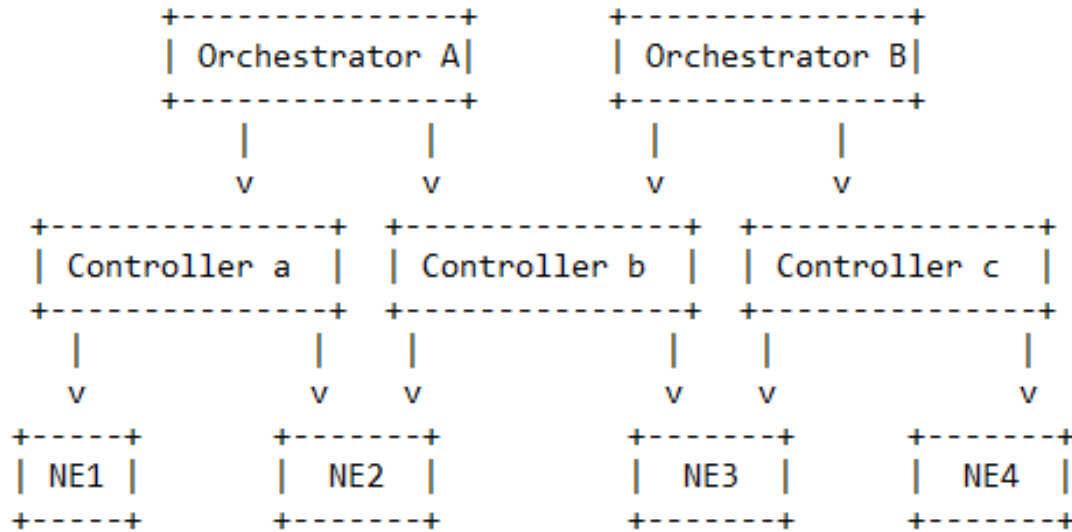 Orchestrator A Orchestrator B
v v v v
Controller a Controller b Controller c
v v v v v v
NE1 NE2 NE3 NE4